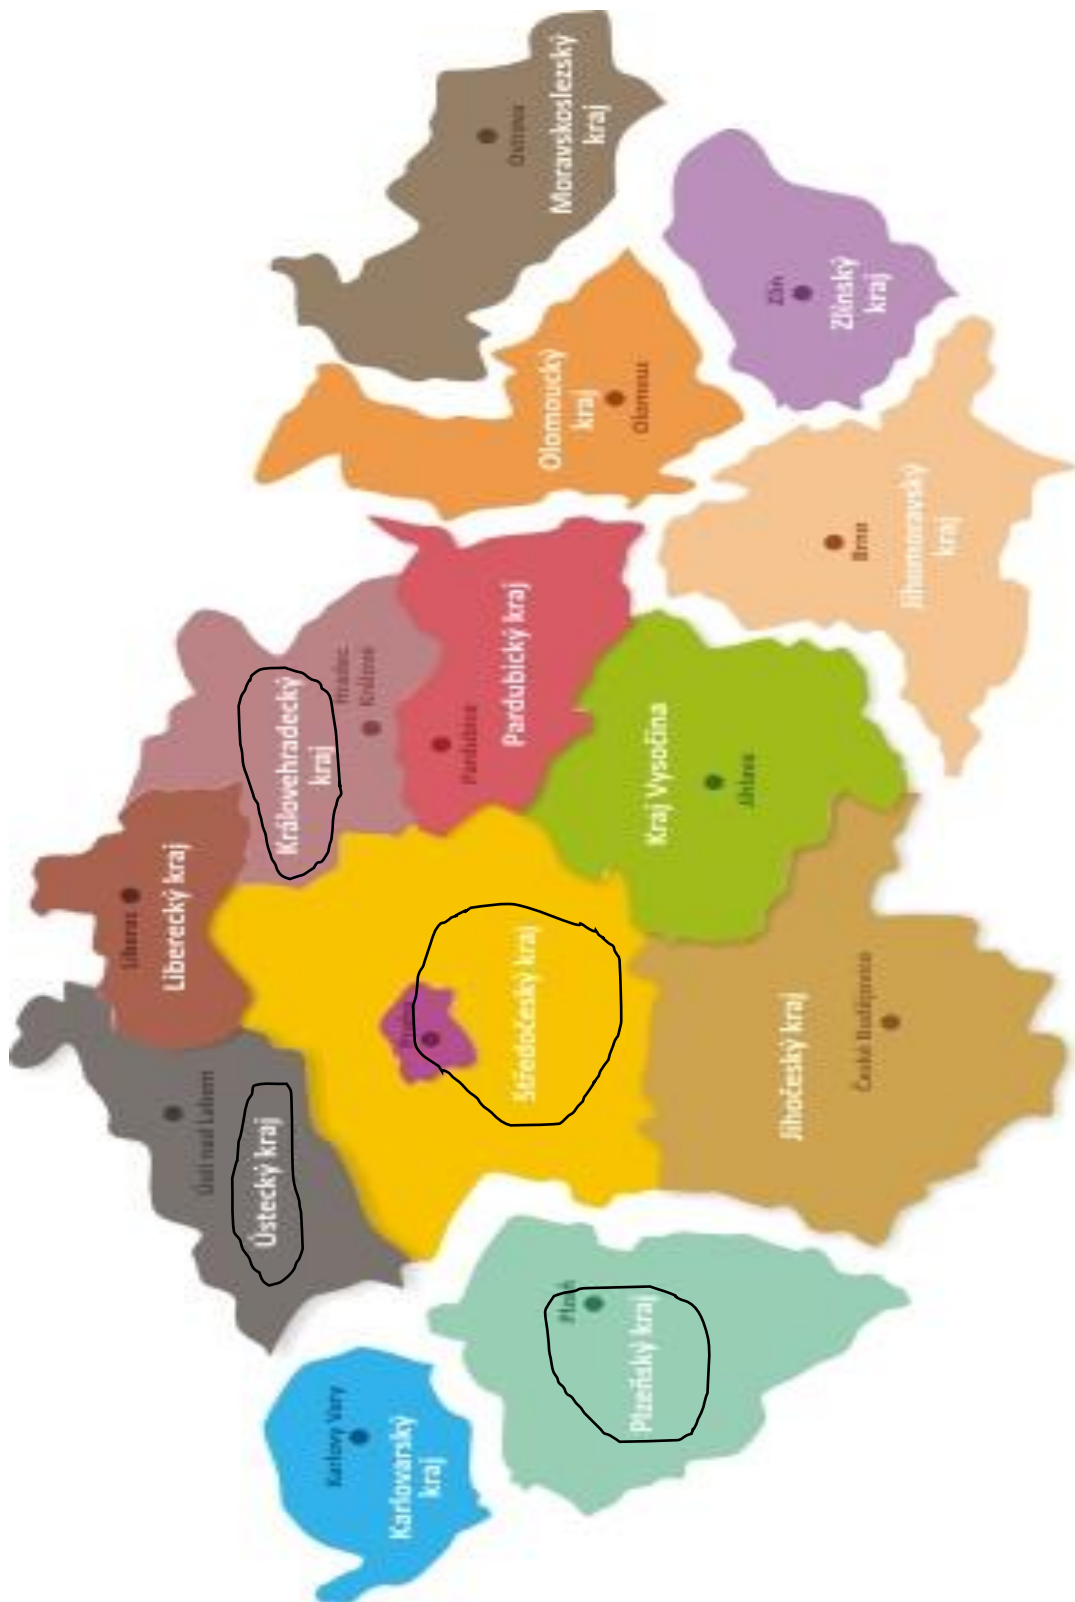 Karlovy Vary
Karlovarský
kraj
Ústí nad Labem
Ústecký kraj
Liberec
Liberecký kraj
Královehradecký
kraj
Hradec
Králové
Plzeň
Plzeňský kraj
Středočeský kraj
Pardubice
Pardubický kraj
Jihočeský kraj
České Budějovice
Kraj Vysočina
Jihlava
Olomoucký
kraj
Olomouc
Ostrava
Moravskoslezský
kraj
Brno
Jihomoravský
kraj
Zlín
Zlínský
kraj